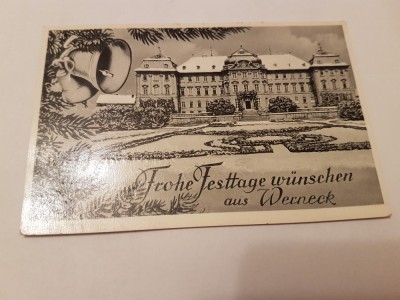 Frohe Festtage wünschen
aus Werneck